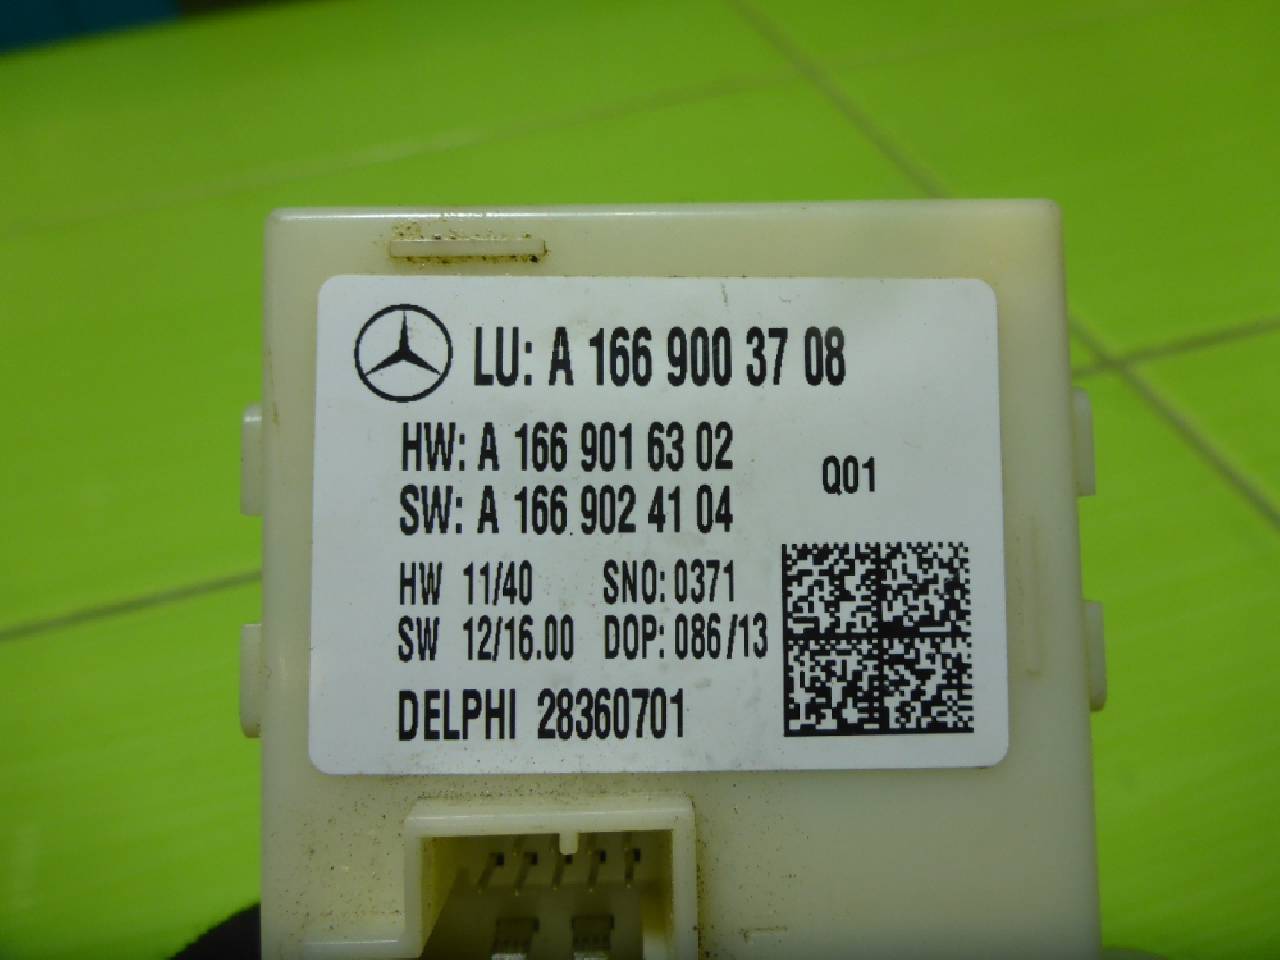 LU: A 166 900 37 08
HW: A 166 901 63 02
SW: A 166 902 41 04
Q01
HW 11/40 SNO: 0371
SW 12/16.00 DOP: 086/13
DELPHI 28360701